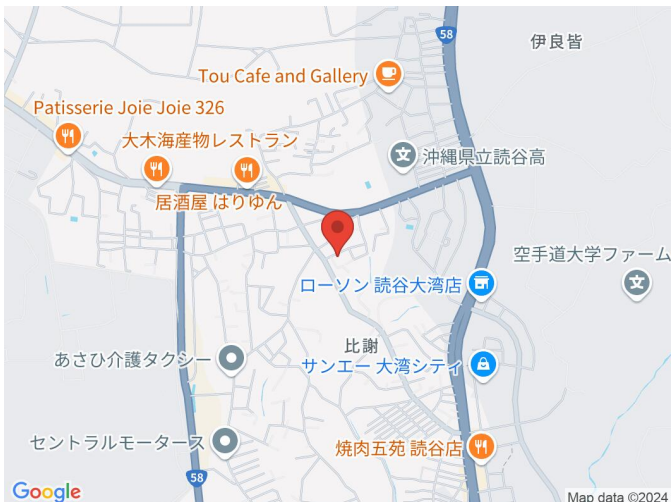 58
伊良皆
Tou Cafe and Gallery
Patisserie Joie Joie 326
大木海産物レストラン
沖縄県立読谷高
居酒屋 はりゆん
空手道大学ファーム
ローソン 読谷大湾店
比謝
あさひ介護タクシー
サンエー 大湾シティ
セントラルモータース
焼肉五苑 読谷店
58
Google
Map data ©2024